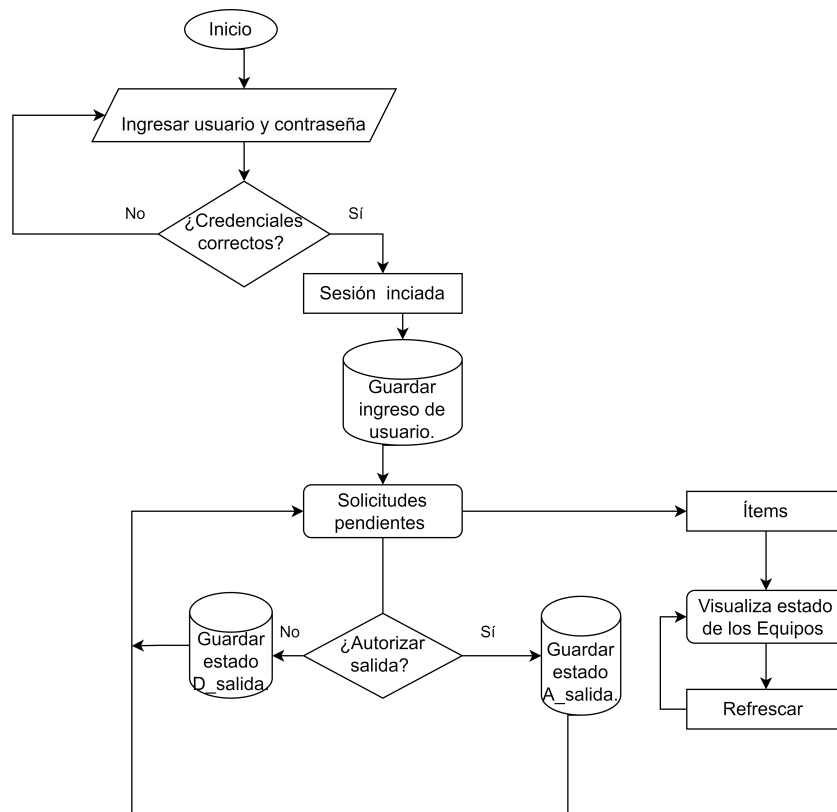 Inicio
Ingresar usuario y contraseña
No
Sí
¿Credenciales
correctos?
Sesión inciada
Guardar
ingreso de
usuario.
Solicitudes
pendientes
Ítems
Visualiza estado
de los Equipos
Guardar
estado
D_salida.
No
¿Autorizar
salida?
Sí
Guardar
estado
A_salida.
Refrescar